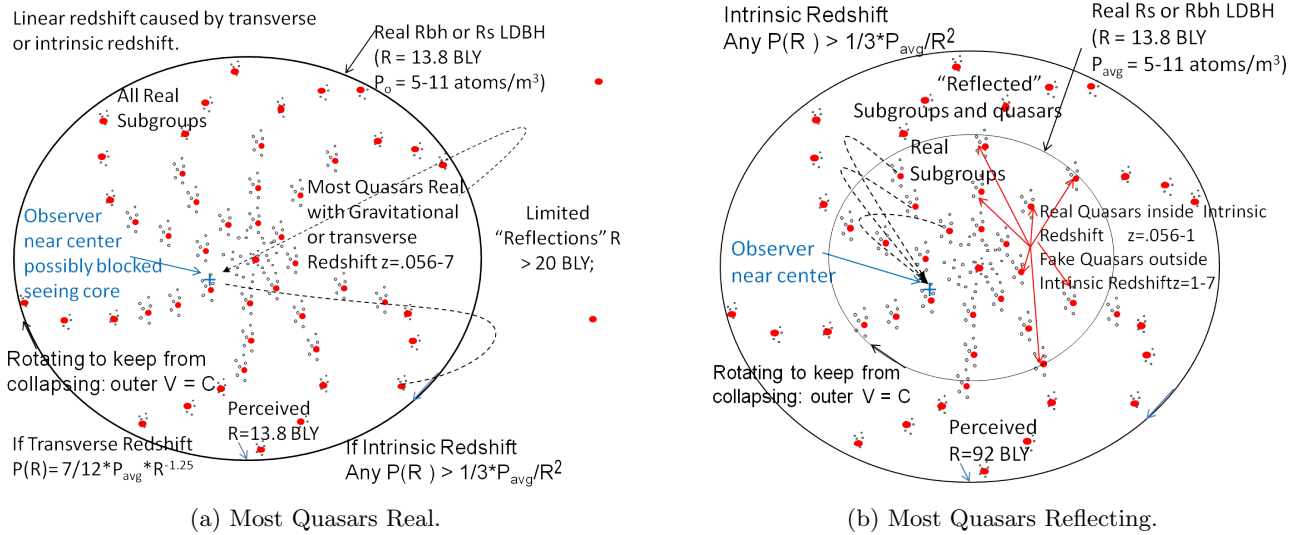 Linear redshift caused by transverse
or intrinsic redshift.
Real Rbh or Rs LDBH
(R = 13.8 BLY
Pₒ = 5-11 atoms/m³)
All Real
Subgroups
Most Quasars Real
with Gravitational
or transverse
Redshift z=.056-7
Observer
near center
possibly blocked
seeing core
Limited
“Reflections” R
> 20 BLY;
Rotating to keep from
collapsing: outer V = C
Perceived
R=13.8 BLY
If Transverse Redshift
P(R)= 7/12*Pavg*R⁻¹·²⁵
If Intrinsic Redshift
Any P(R ) > 1/3*Pavg/R²
(a) Most Quasars Real.
Intrinsic Redshift
Any P(R ) > 1/3*Pavg/R²
Real Rs or Rbh LDBH
(R = 13.8 BLY
Pavg = 5-11 atoms/m³)
“Reflected”
Subgroups and quasars
Real
Subgroups
Real Quasars inside Intrinsic
Redshift z=.056-1
Fake Quasars outside
Intrinsic Redshiftz=1-7
Observer
near center
Rotating to keep from
collapsing: outer V = C
Perceived
R=92 BLY
(b) Most Quasars Reflecting.